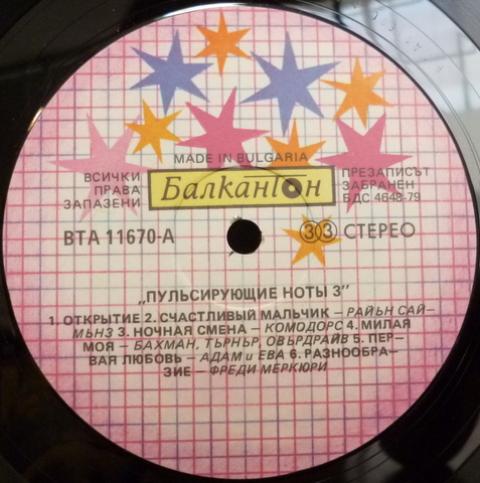 MADE IN BULGARIA
ВСИЧКИ
ПРАВА
ЗАПАЗЕНИ
Балкантон
ПРЕЗАПИСЪТ
ЗАБРАНЕН
БДС 4648-79
ВТА 11670-А
33 СТЕРЕО
„ПУЛЬСИРУЮЩИЕ НОТЫ 3"
1. ОТКРЫТИЕ 2. СЧАСТЛИВЫЙ МАЛЬЧИК – РАЙЪН САЙ-
МЪНЗ 3. НОЧНАЯ СМЕНА – КОМОДОРС 4. МИЛАЯ
МОЯ – БАХМАН, ТЪРНЪР, ОВЪРДРАЙВ 5. ПЕР-
ВАЯ ЛЮБОВЬ – АДАМ и ЕВА 6. РАЗНООБРА-
ЗИЕ – ФРЕДИ МЕРКЮРИ